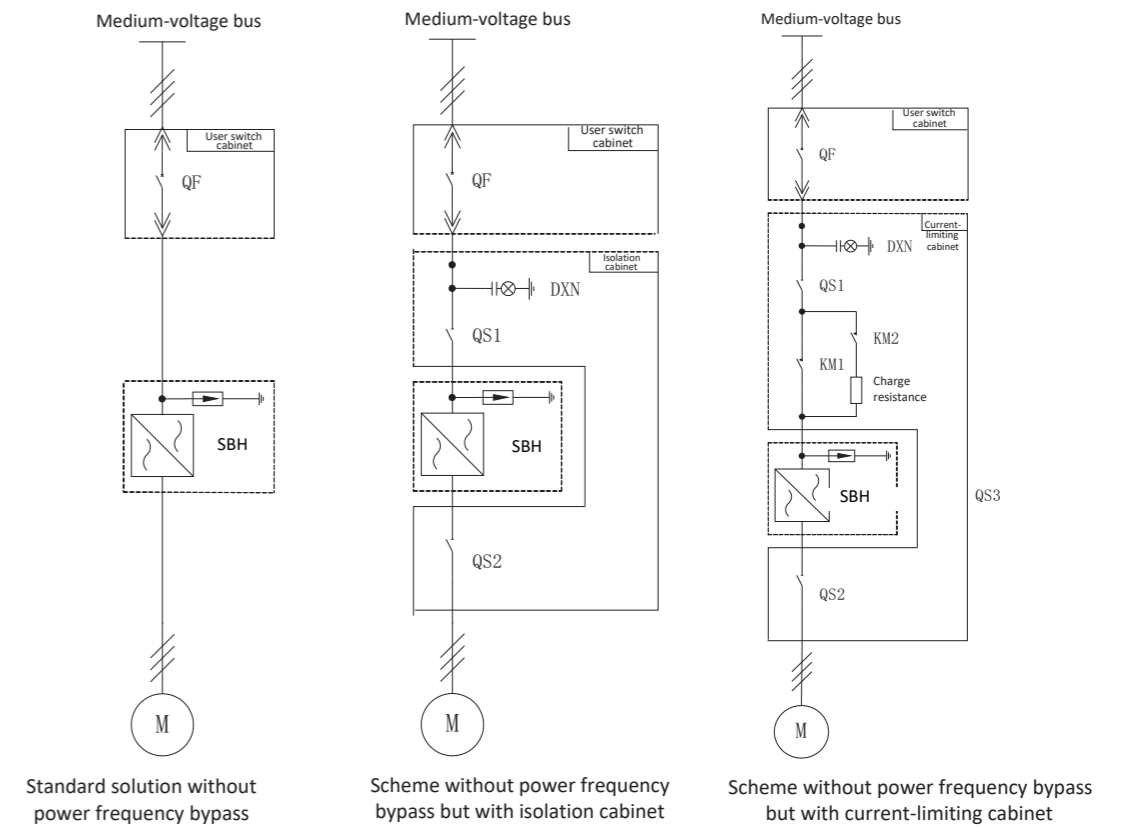 Medium-voltage bus
User switch
cabinet
QF
SBH
M
Standard solution without
power frequency bypass
Medium-voltage bus
User switch
cabinet
QF
Isolation
cabinet
DXN
QS1
SBH
QS2
M
Scheme without power frequency
bypass but with isolation cabinet
Medium-voltage bus
User switch
cabinet
QF
Current-
limiting
cabinet
DXN
QS1
KM2
KM1
Charge
resistance
SBH
QS3
QS2
M
Scheme without power frequency bypass
but with current-limiting cabinet